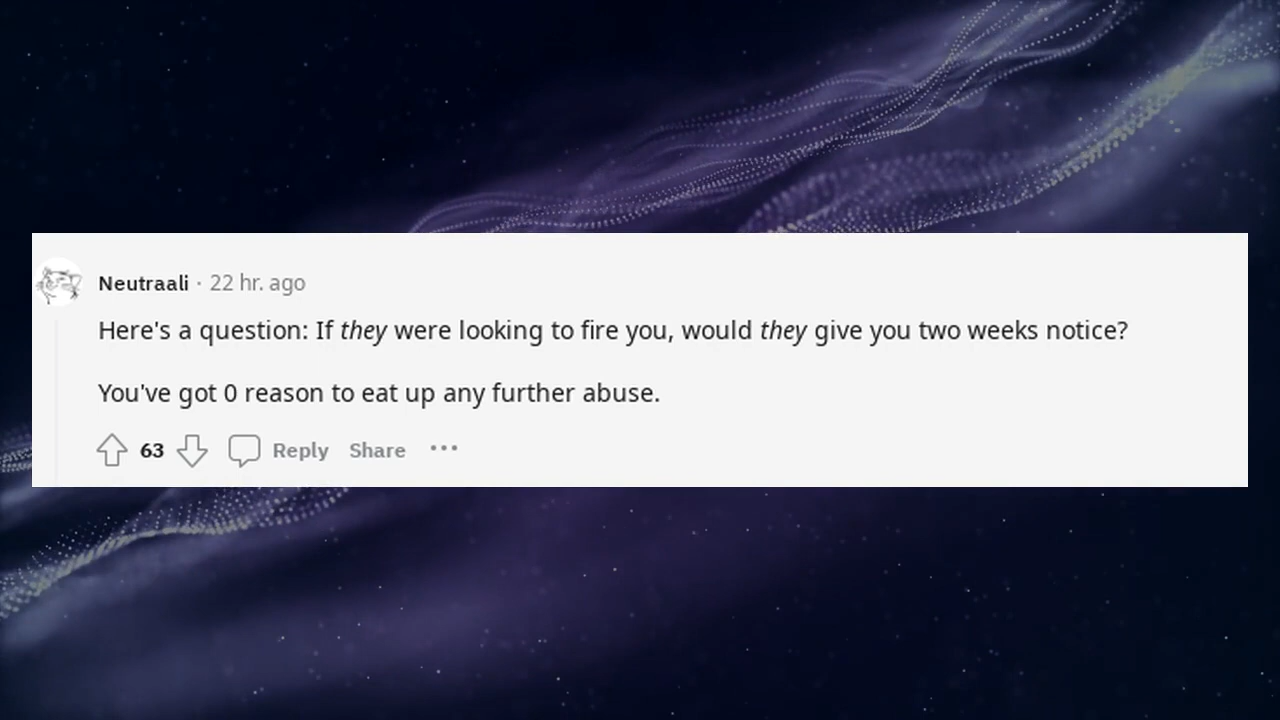 Neutraali · 22 hr. ago
Here's a question: If they were looking to fire you, would they give you two weeks notice?
You've got 0 reason to eat up any further abuse.
63 Reply Share ···